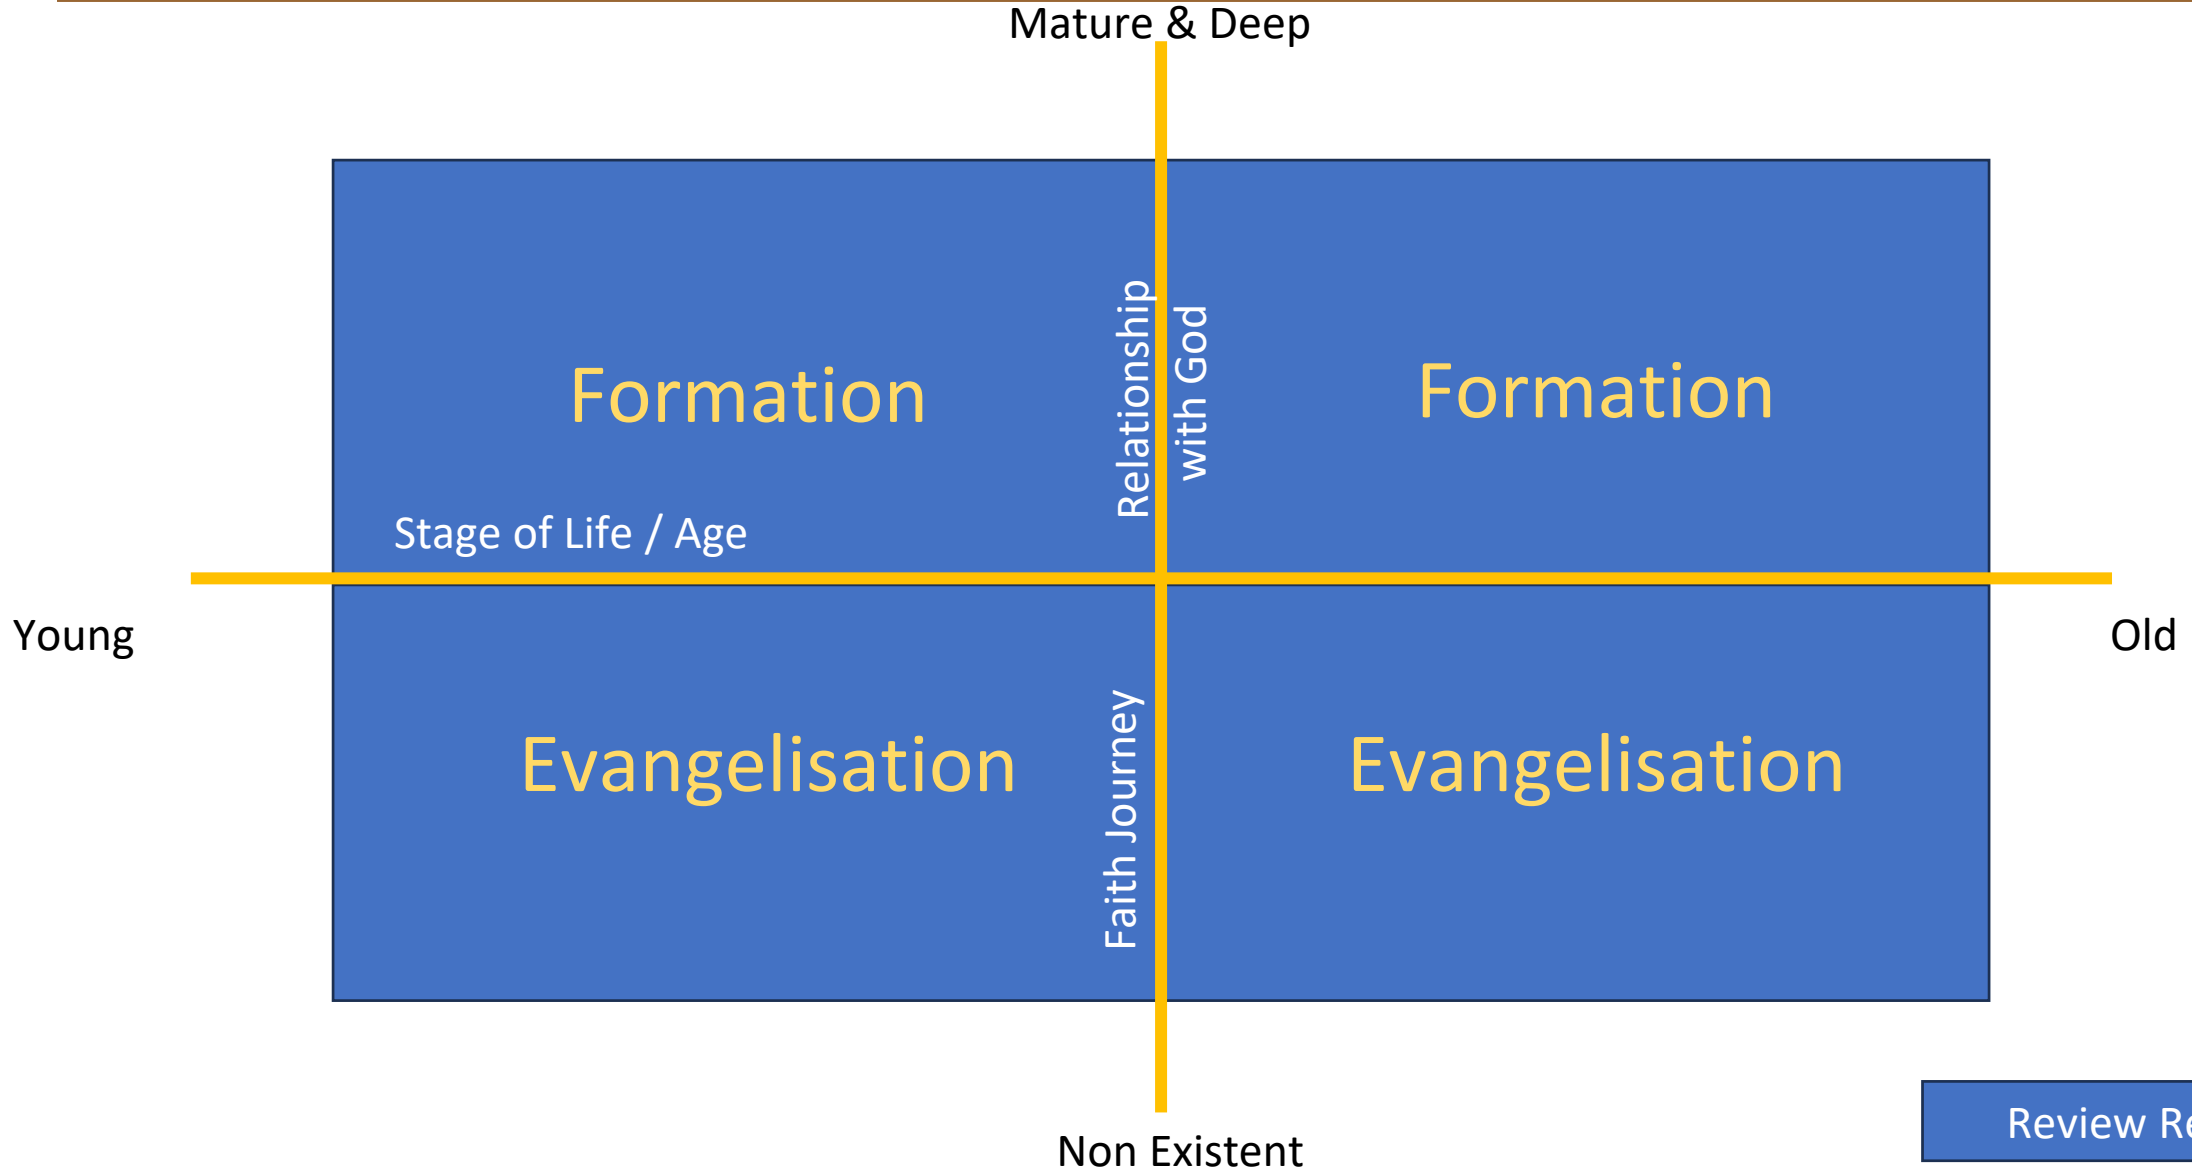 Mature & Deep
Relationship
with God
Formation
Formation
Stage of Life / Age
Young
Old
Faith Journey
Evangelisation
Evangelisation
Review
Non Existent